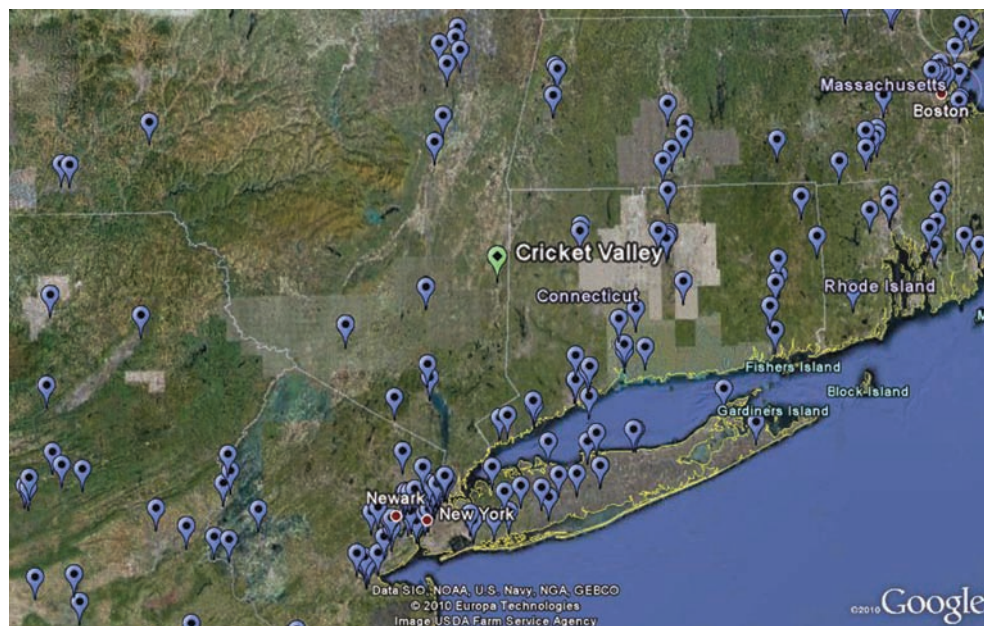 Massachusetts
Boston
Cricket Valley
Connecticut
Rhode Island
Fishers Island
Block Island
Gardiners Island
Newark
New York
Data SIO, NOAA, U.S. Navy, NGA, GEBCO
© 2010 Europa Technologies
Image USDA Farm Service Agency
©2010 Google